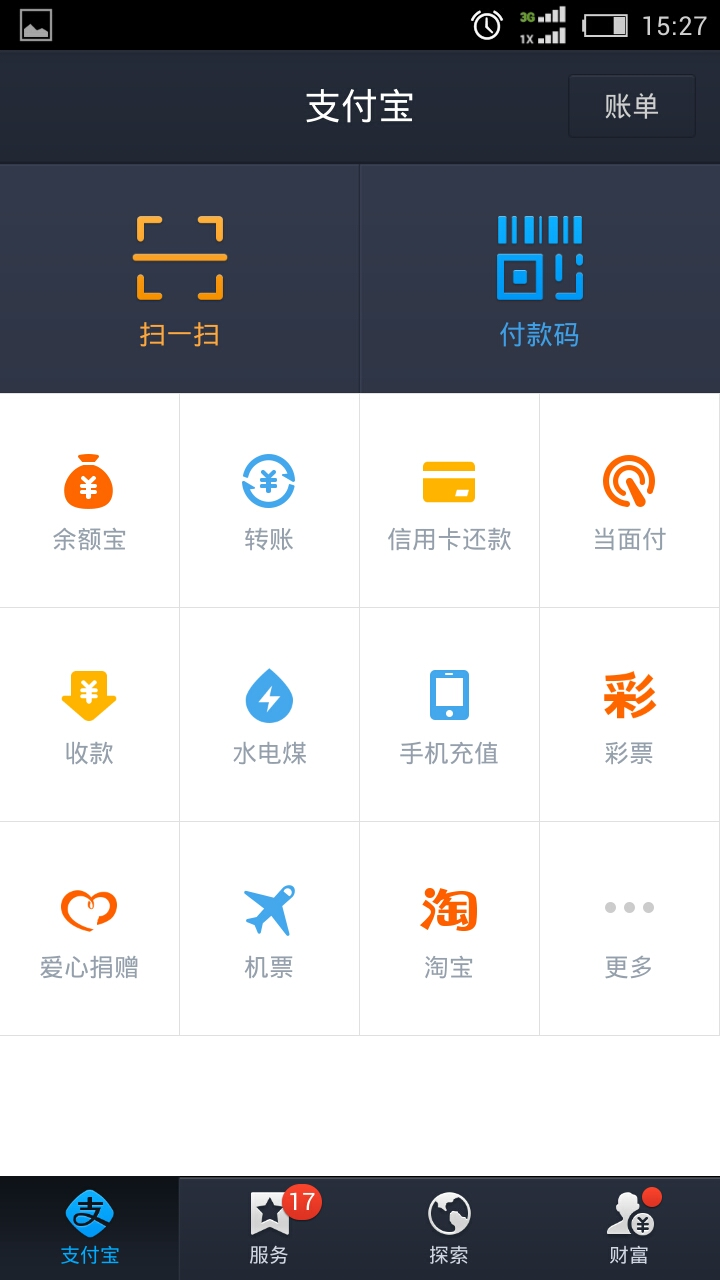 3G
1X
15:27
支付宝
账单
扫一扫
付款码
余额宝
转账
信用卡还款
当面付
收款
水电煤
手机充值
彩
彩票
爱心捐赠
机票
淘
淘宝
更多
支
17
支付宝
服务
探索
财富